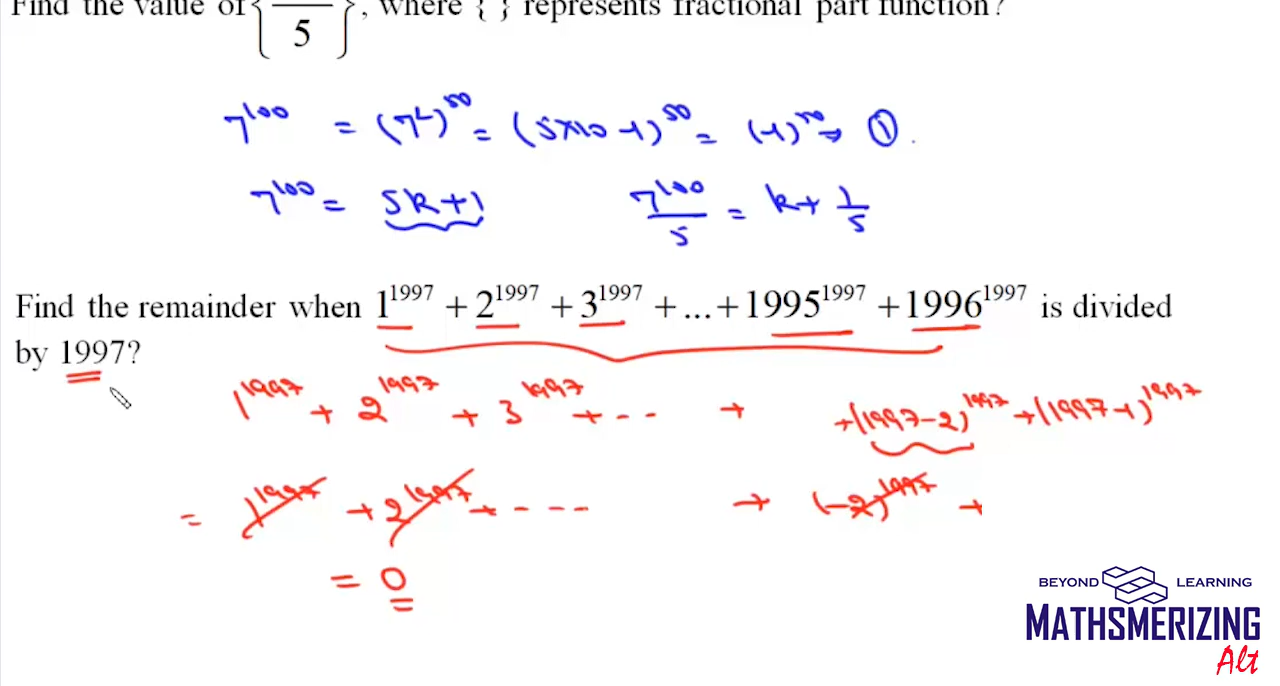 Find the value of { /5 }, where { } represents fractional part function?
7^100 = (7^2)^50 = (5×10-1)^50 = (-1)^50 ⇒ ①.
7^100 = 5k+1    7^100/5 = k + 1/5
Find the remainder when 1^1997 + 2^1997 + 3^1997 + ... + 1995^1997 + 1996^1997 is divided
by 1997?
1^1997 + 2^1997 + 3^1997 + -- + +(1997-2)^1997 + (1997-1)^1997
= 1^1997 + 2^1997 + ---- + (-2)^1997 +
= 0
BEYOND LEARNING
MATHSMERIZING
Alt